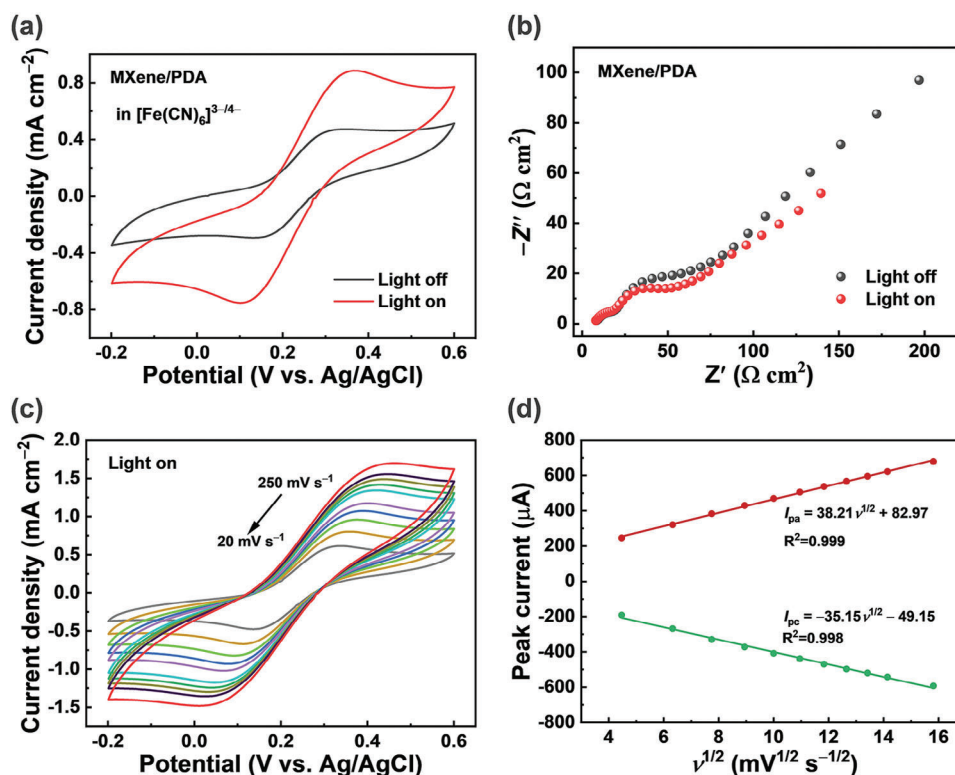 (a)
MXene/PDA
in [Fe(CN)₆]³⁻/⁴⁻
0.8
0.4
0.0
-0.4
-0.8
Current density (mA cm⁻²)
Light off
Light on
-0.2 0.0 0.2 0.4 0.6
Potential (V vs. Ag/AgCl)
(b)
MXene/PDA
100
80
60
40
20
0
−Z″ (Ω cm²)
Light off
Light on
0 50 100 150 200
Z′ (Ω cm²)
(c)
Light on
250 mV s⁻¹
20 mV s⁻¹
2.0
1.5
1.0
0.5
0.0
-0.5
-1.0
-1.5
Current density (mA cm⁻²)
-0.2 0.0 0.2 0.4 0.6
Potential (V vs. Ag/AgCl)
(d)
800
600
400
200
0
-200
-400
-600
-800
Peak current (μA)
Ipa = 38.21 ν¹/² + 82.97
R²=0.999
Ipc = −35.15 ν¹/² − 49.15
R²=0.998
4 6 8 10 12 14 16
ν¹/² (mV¹/² s⁻¹/²)